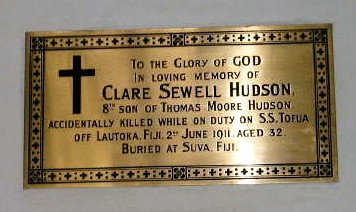 To the Glory of GOD
In loving memory of
Clare Sewell Hudson.
8th son of Thomas Moore Hudson
accidentally killed while on duty on S.S. Tofua
off Lautoka, Fiji. 2nd June 1911. aged 32.
Buried at Suva. Fiji.